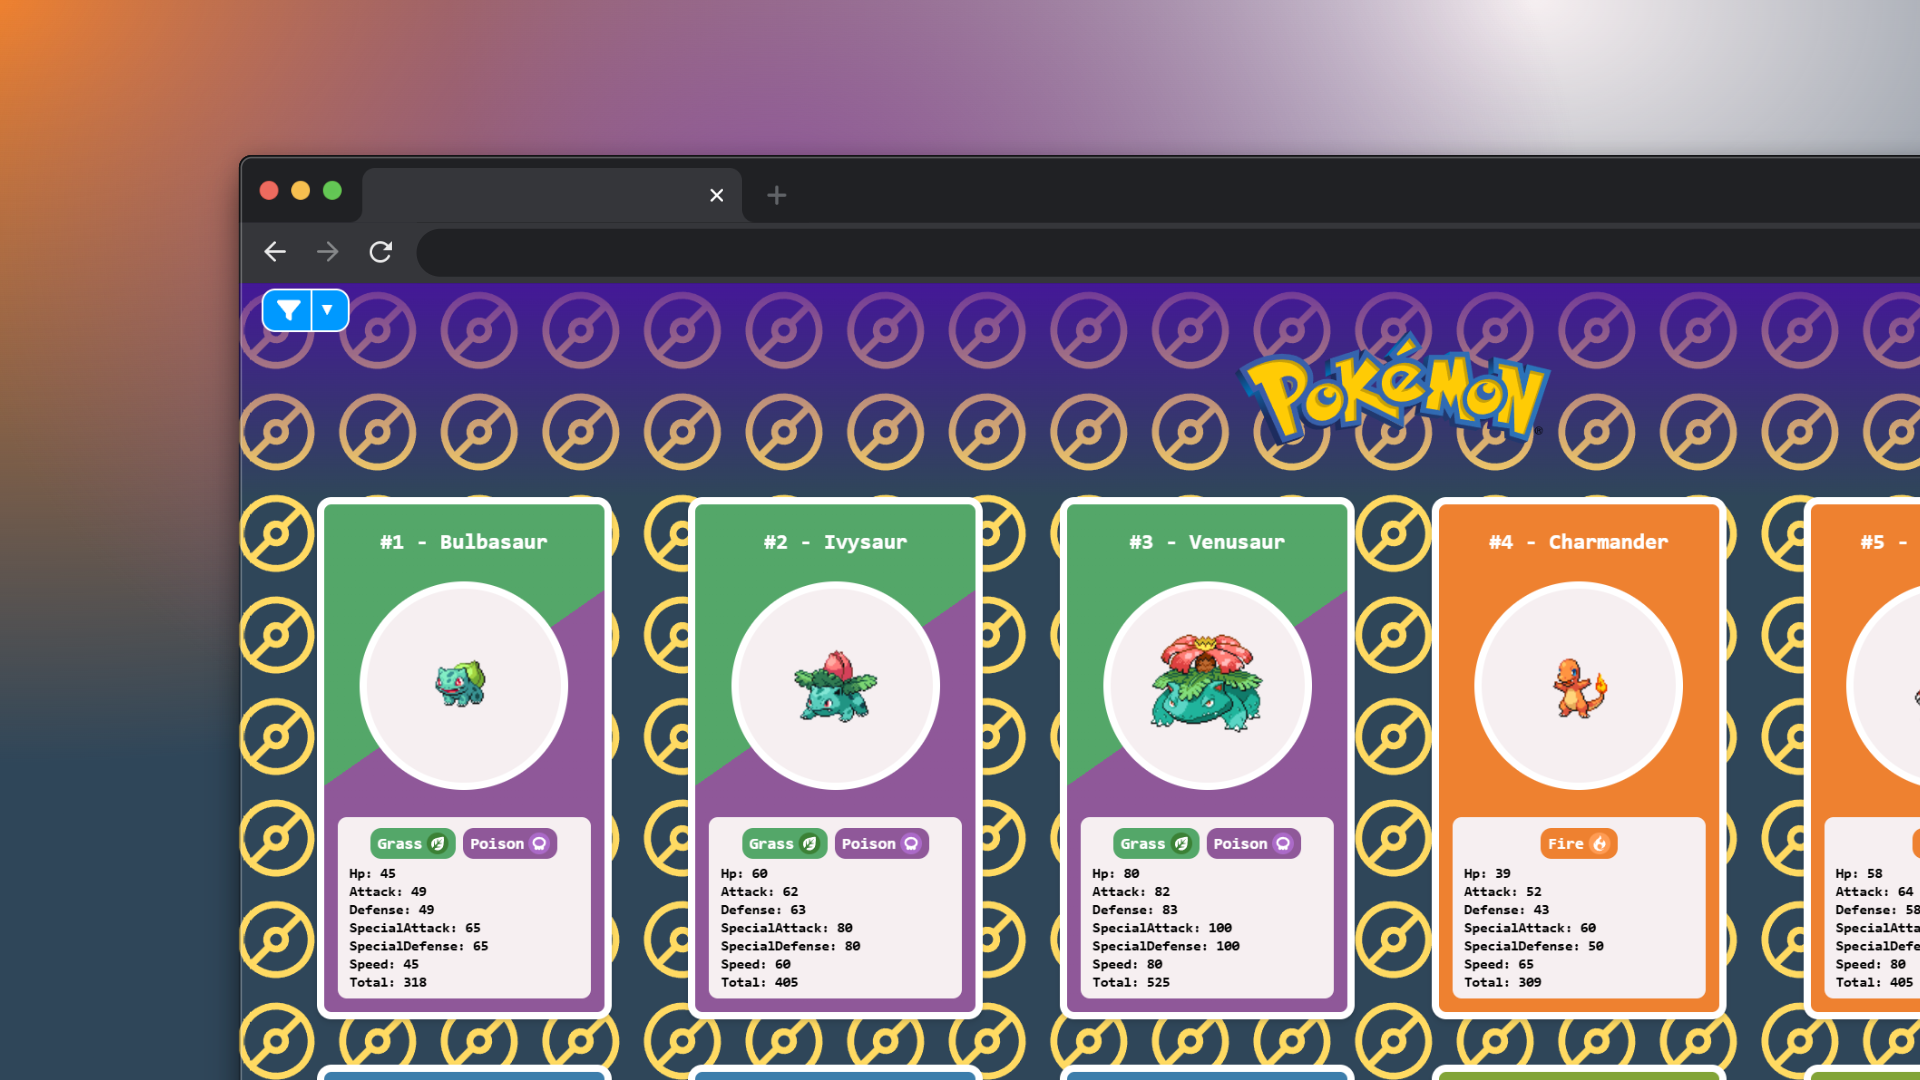 POKéMON
#1 - Bulbasaur
Grass Poison
Hp: 45
Attack: 49
Defense: 49
SpecialAttack: 65
SpecialDefense: 65
Speed: 45
Total: 318
#2 - Ivysaur
Grass Poison
Hp: 60
Attack: 62
Defense: 63
SpecialAttack: 80
SpecialDefense: 80
Speed: 60
Total: 405
#3 - Venusaur
Grass Poison
Hp: 80
Attack: 82
Defense: 83
SpecialAttack: 100
SpecialDefense: 100
Speed: 80
Total: 525
#4 - Charmander
Fire
Hp: 39
Attack: 52
Defense: 43
SpecialAttack: 60
SpecialDefense: 50
Speed: 65
Total: 309
#5 -
Hp: 58
Attack: 64
Defense: 58
SpecialAtta
SpecialDefe
Speed: 80
Total: 405